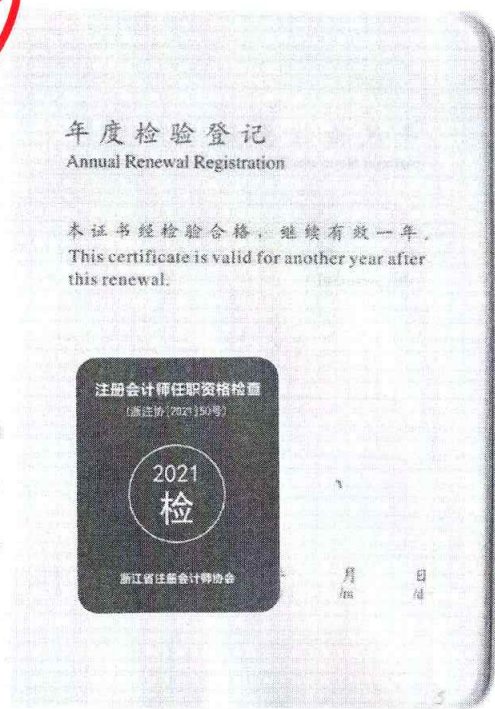 年度检验登记
Annual Renewal Registration
本证书经检验合格，继续有效一年。
This certificate is valid for another year after
this renewal.
注册会计师任职资格检查
(浙注协[2021]50号)
2021
检
浙江省注册会计师协会
月 日
/m /d
5